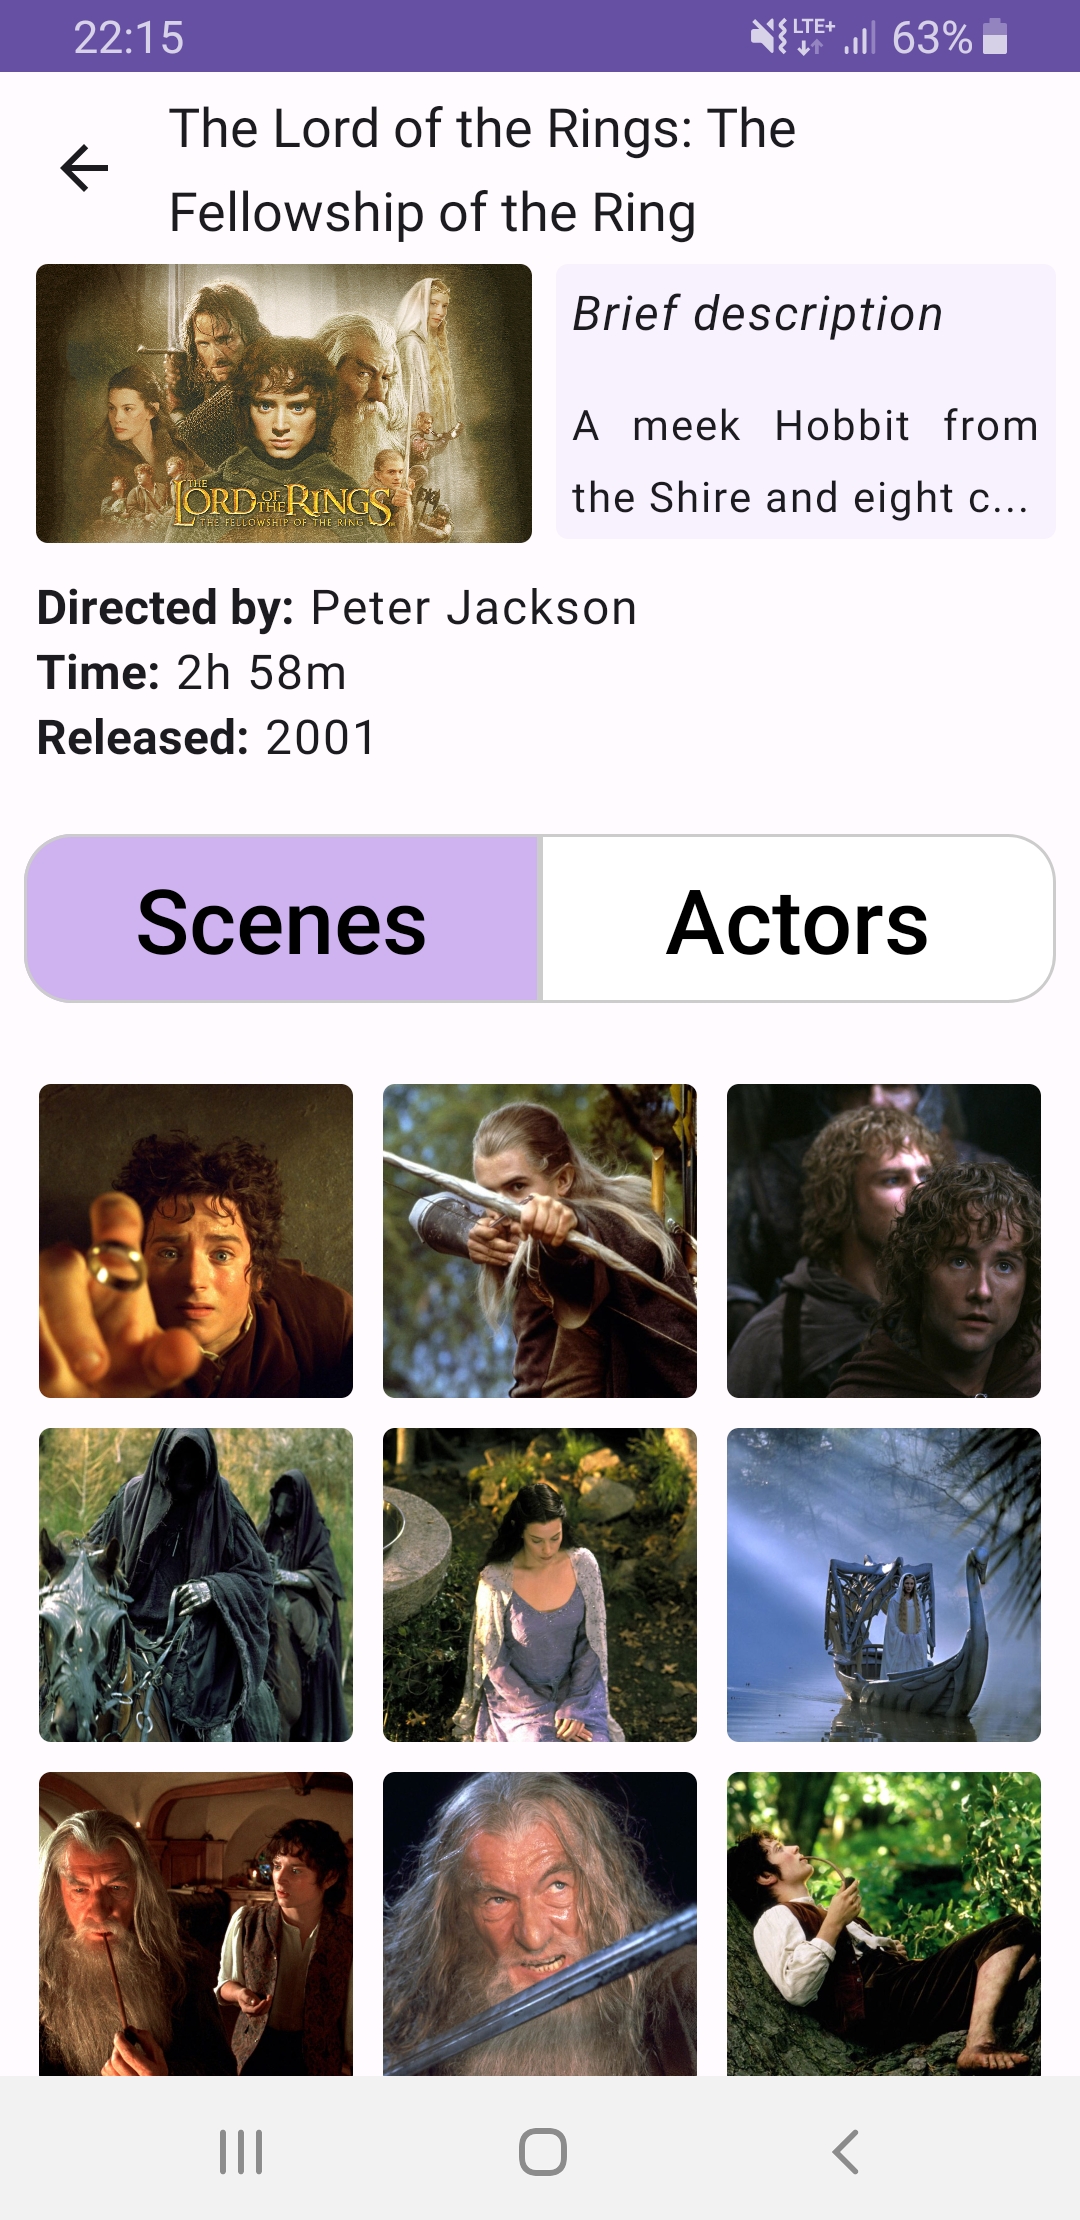 22:15
LTE+
63%
The Lord of the Rings: The
Fellowship of the Ring
THE
LORD OF THE RINGS
THE FELLOWSHIP OF THE RING
Brief description
A meek Hobbit from
the Shire and eight c...
Directed by: Peter Jackson
Time: 2h 58m
Released: 2001
Scenes
Actors